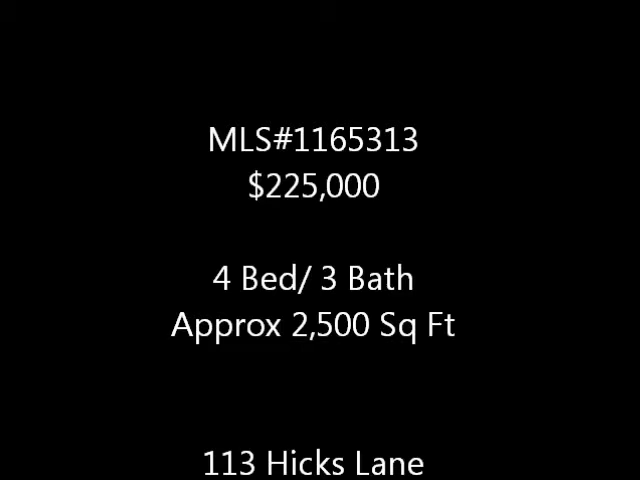 MLS#1165313
$225,000
4 Bed/ 3 Bath
Approx 2,500 Sq Ft
113 Hicks Lane